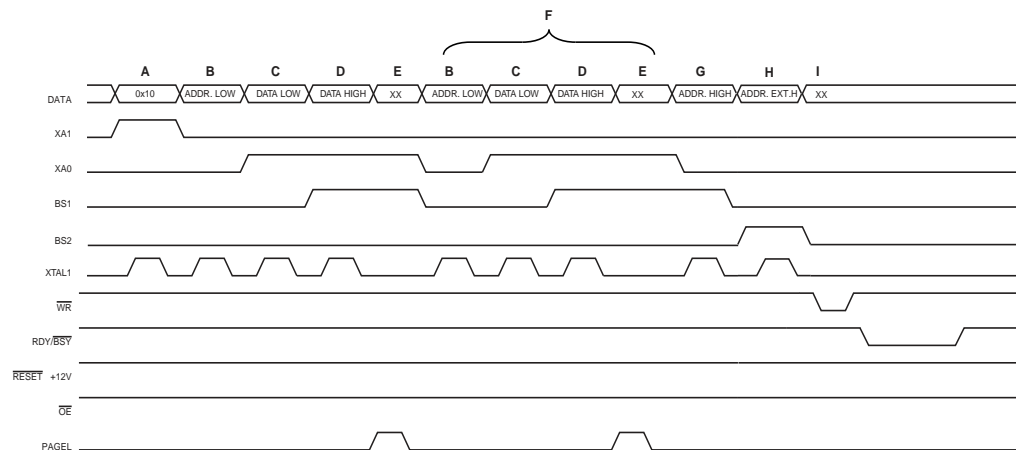 F
A B C D E B C D E G H I
DATA 0x10 ADDR. LOW DATA LOW DATA HIGH XX ADDR. LOW DATA LOW DATA HIGH XX ADDR. HIGH ADDR. EXT.H XX
XA1
XA0
BS1
BS2
XTAL1
WR
RDY/BSY
RESET +12V
OE
PAGEL